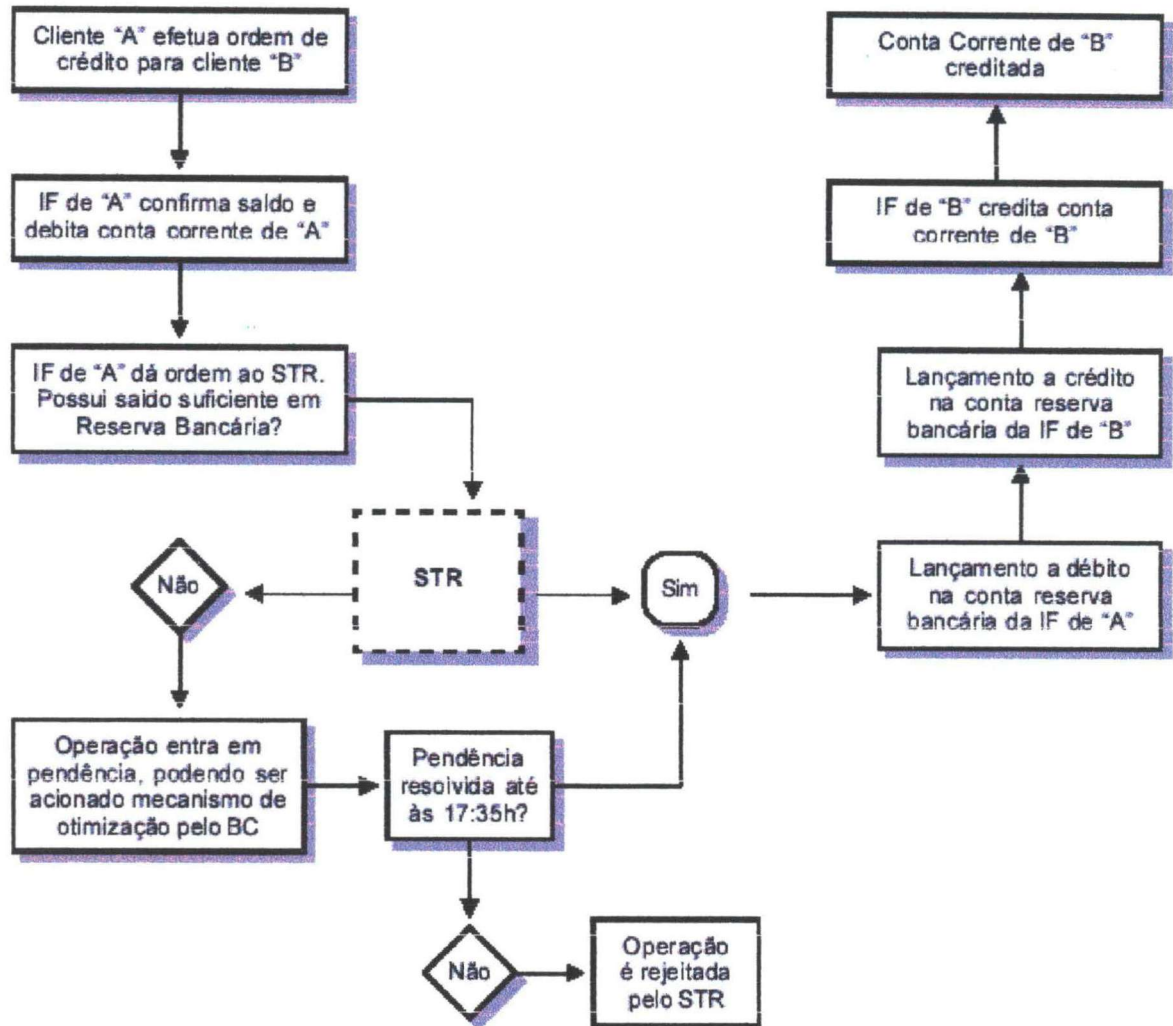 Cliente "A" efetua ordem de
crédito para cliente "B"
IF de "A" confirma saldo e
debita conta corrente de "A"
IF de "A" dá ordem ao STR.
Possui saldo suficiente em
Reserva Bancária?
STR
Não
Sim
Operação entra em
pendência, podendo ser
acionado mecanismo de
otimização pelo BC
Pendência
resolvida até
às 17:35h?
Não
Operação
é rejeitada
pelo STR
Lançamento a débito
na conta reserva
bancária da IF de "A"
Lançamento a crédito
na conta reserva
bancária da IF de "B"
IF de "B" credita conta
corrente de "B"
Conta Corrente de "B"
creditada